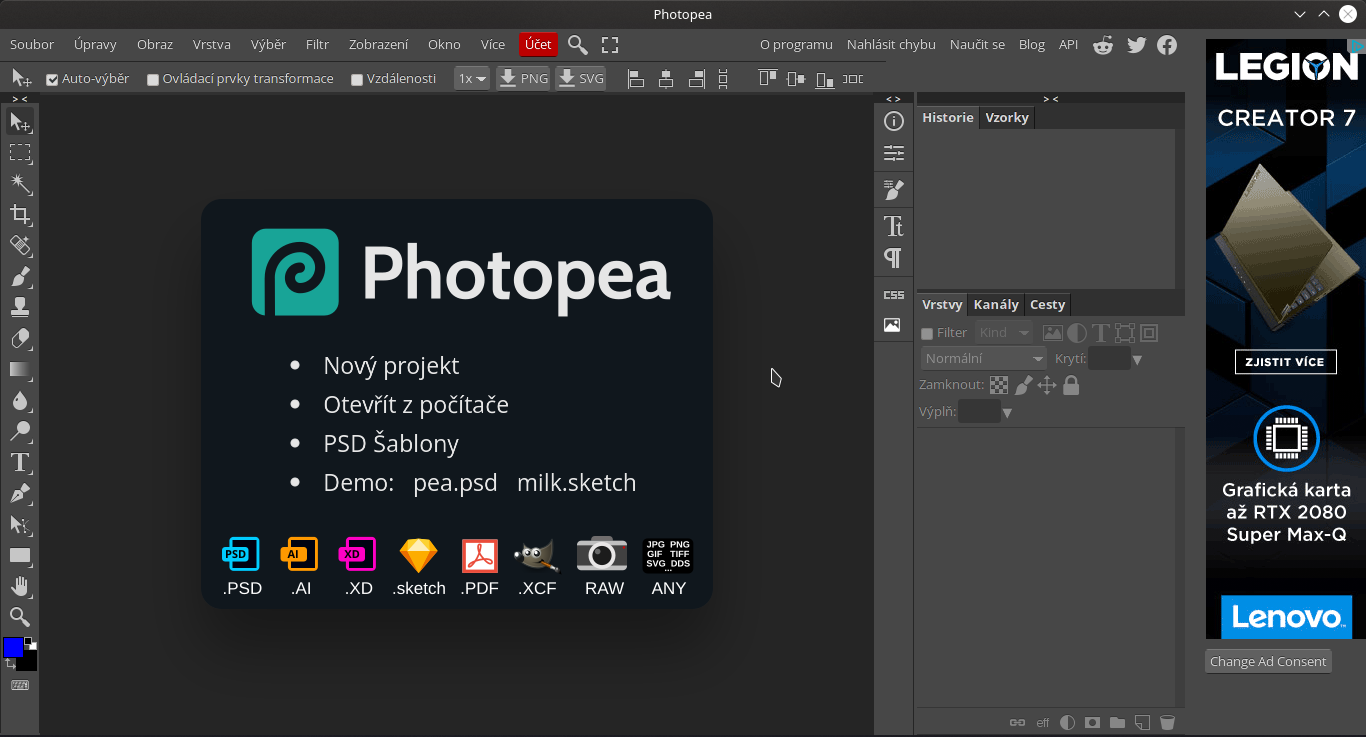 Photopea
Soubor Úpravy Obraz Vrstva Výběr Filtr Zobrazení Okno Více Účet O programu Nahlásit chybu Naučit se Blog API
Auto-výběr Ovládací prvky transformace Vzdálenosti 1x PNG SVG
> < < > > <
Historie Vzorky
Photopea
Nový projekt
Otevřít z počítače
PSD Šablony
Demo: pea.psd milk.sketch
PSD AI XD JPG PNG
GIF TIFF
SVG DDS
...
.PSD .AI .XD .sketch .PDF .XCF RAW ANY
CSS
Vrstvy Kanály Cesty
Filter Kind
Normální Krytí:
Zamknout:
Výplň:
eff
LEGION
CREATOR 7
ZJISTIT VÍCE
Grafická karta
až RTX 2080
Super Max-Q
Lenovo
Change Ad Consent